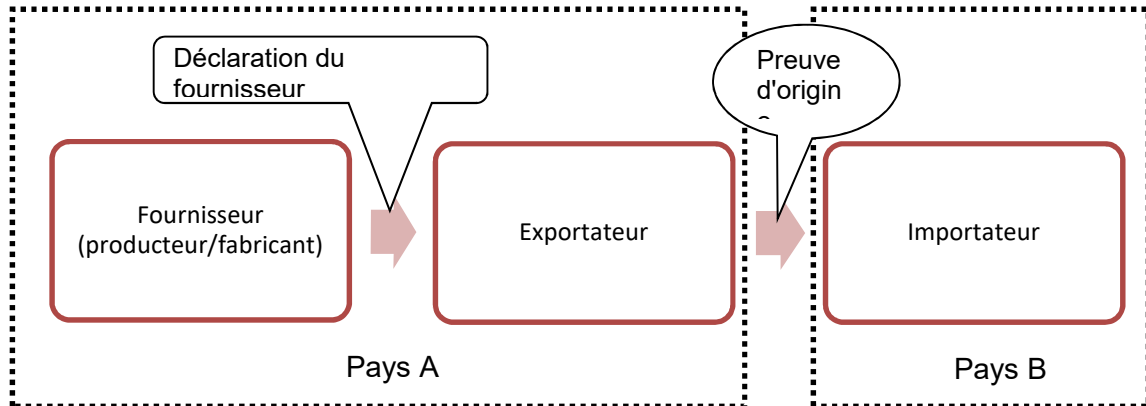 Déclaration du
fournisseur
Preuve
d'origin
Fournisseur
(producteur/fabricant)
Exportateur
Importateur
Pays A
Pays B